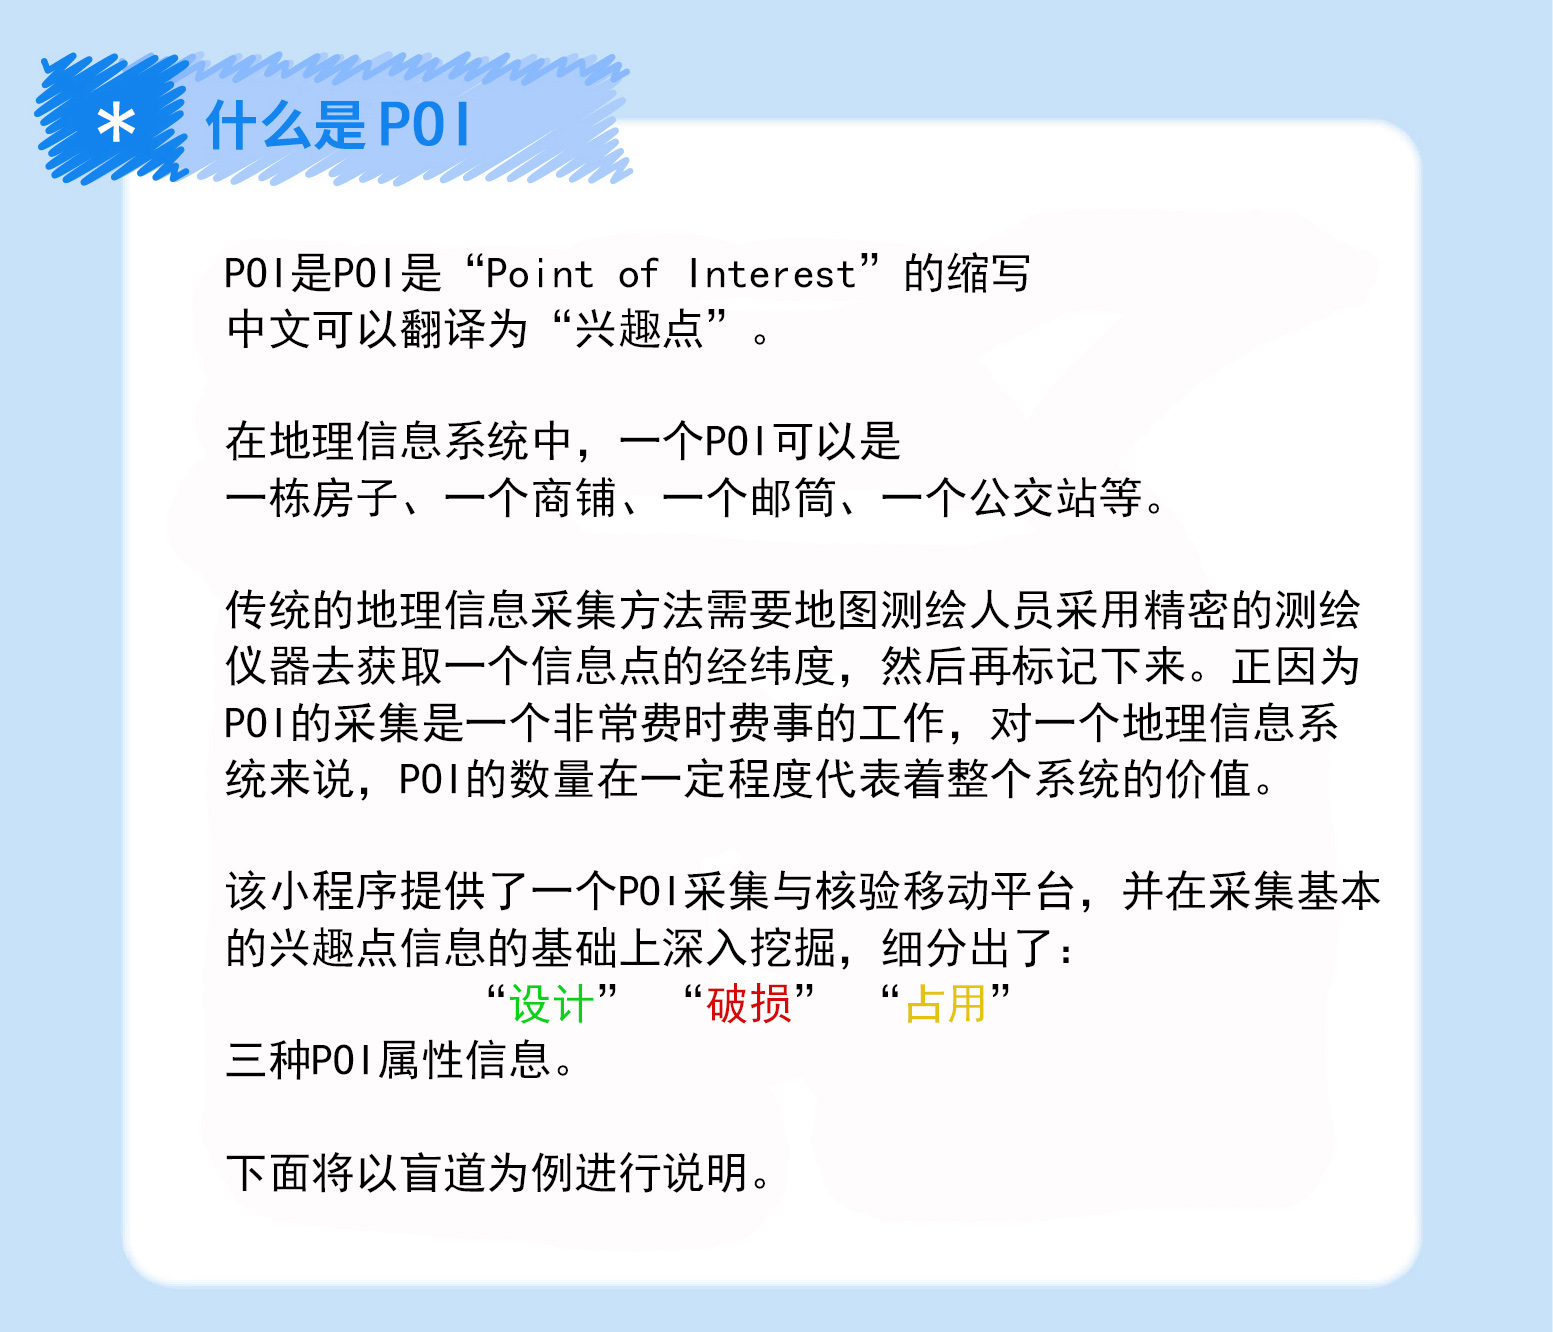 * 什么是POI
POI是POI是“Point of Interest”的缩写
中文可以翻译为“兴趣点”。
在地理信息系统中，一个POI可以是
一栋房子、一个商铺、一个邮筒、一个公交站等。
传统的地理信息采集方法需要地图测绘人员采用精密的测绘
仪器去获取一个信息点的经纬度，然后再标记下来。正因为
POI的采集是一个非常费时费事的工作，对一个地理信息系
统来说，POI的数量在一定程度代表着整个系统的价值。
该小程序提供了一个POI采集与核验移动平台，并在采集基本
的兴趣点信息的基础上深入挖掘，细分出了：
“设计” “破损” “占用”
三种POI属性信息。
下面将以盲道为例进行说明。